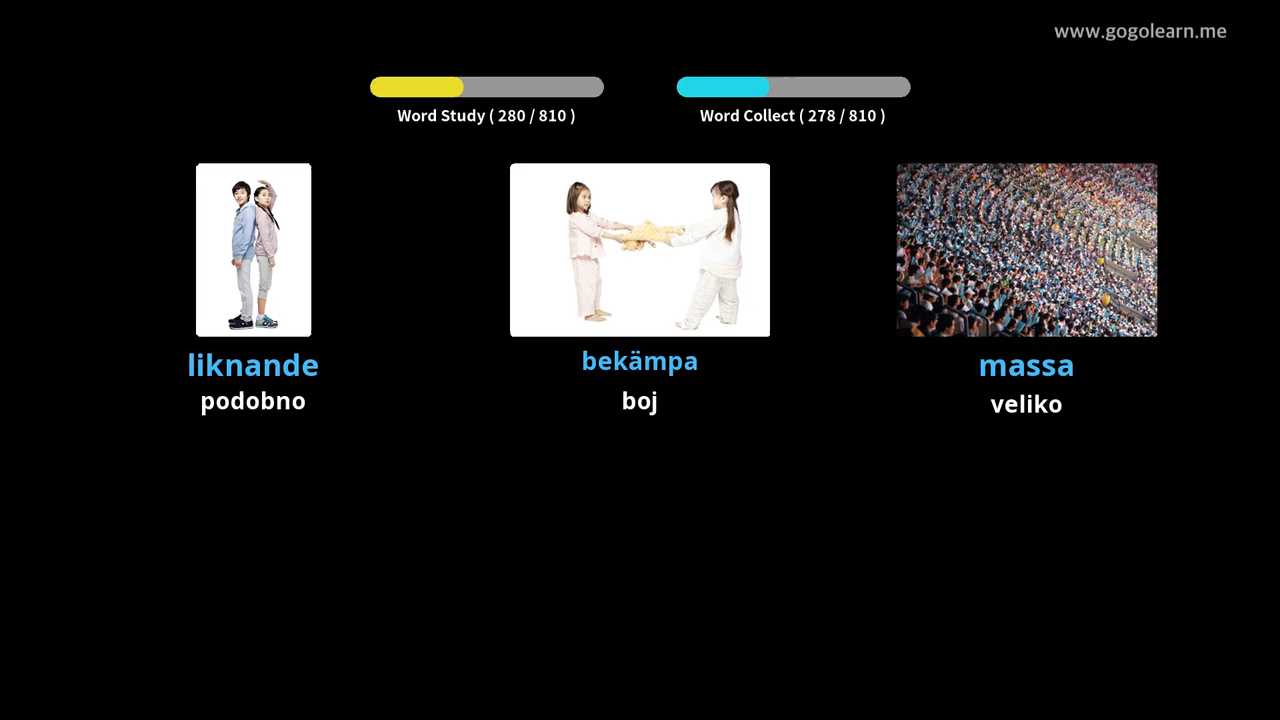 www.gogolearn.me
Word Study ( 280 / 810 )
Word Collect ( 278 / 810 )
liknande
podobno
bekämpa
boj
massa
veliko